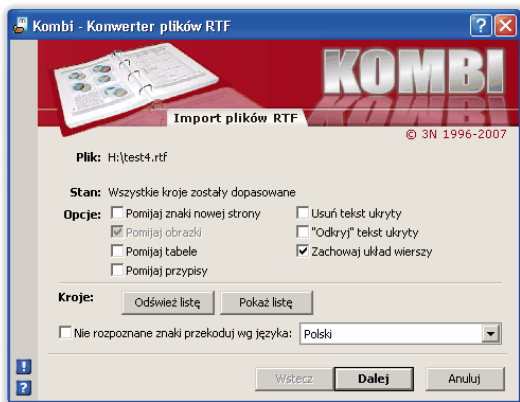 Kombi - Konwerter plików RTF
KOMBI
Import plików RTF
© 3N 1996-2007
Plik: H:\test4.rtf
Stan: Wszystkie kroje zostały dopasowane
Opcje: Pomijaj znaki nowej strony Usuń tekst ukryty
Pomijaj obrazki "Odkryj" tekst ukryty
Pomijaj tabele Zachowaj układ wierszy
Pomijaj przypisy
Kroje: Odśwież listę Pokaż listę
Nie rozpoznane znaki przekoduj wg języka: Polski
Wstecz Dalej Anuluj